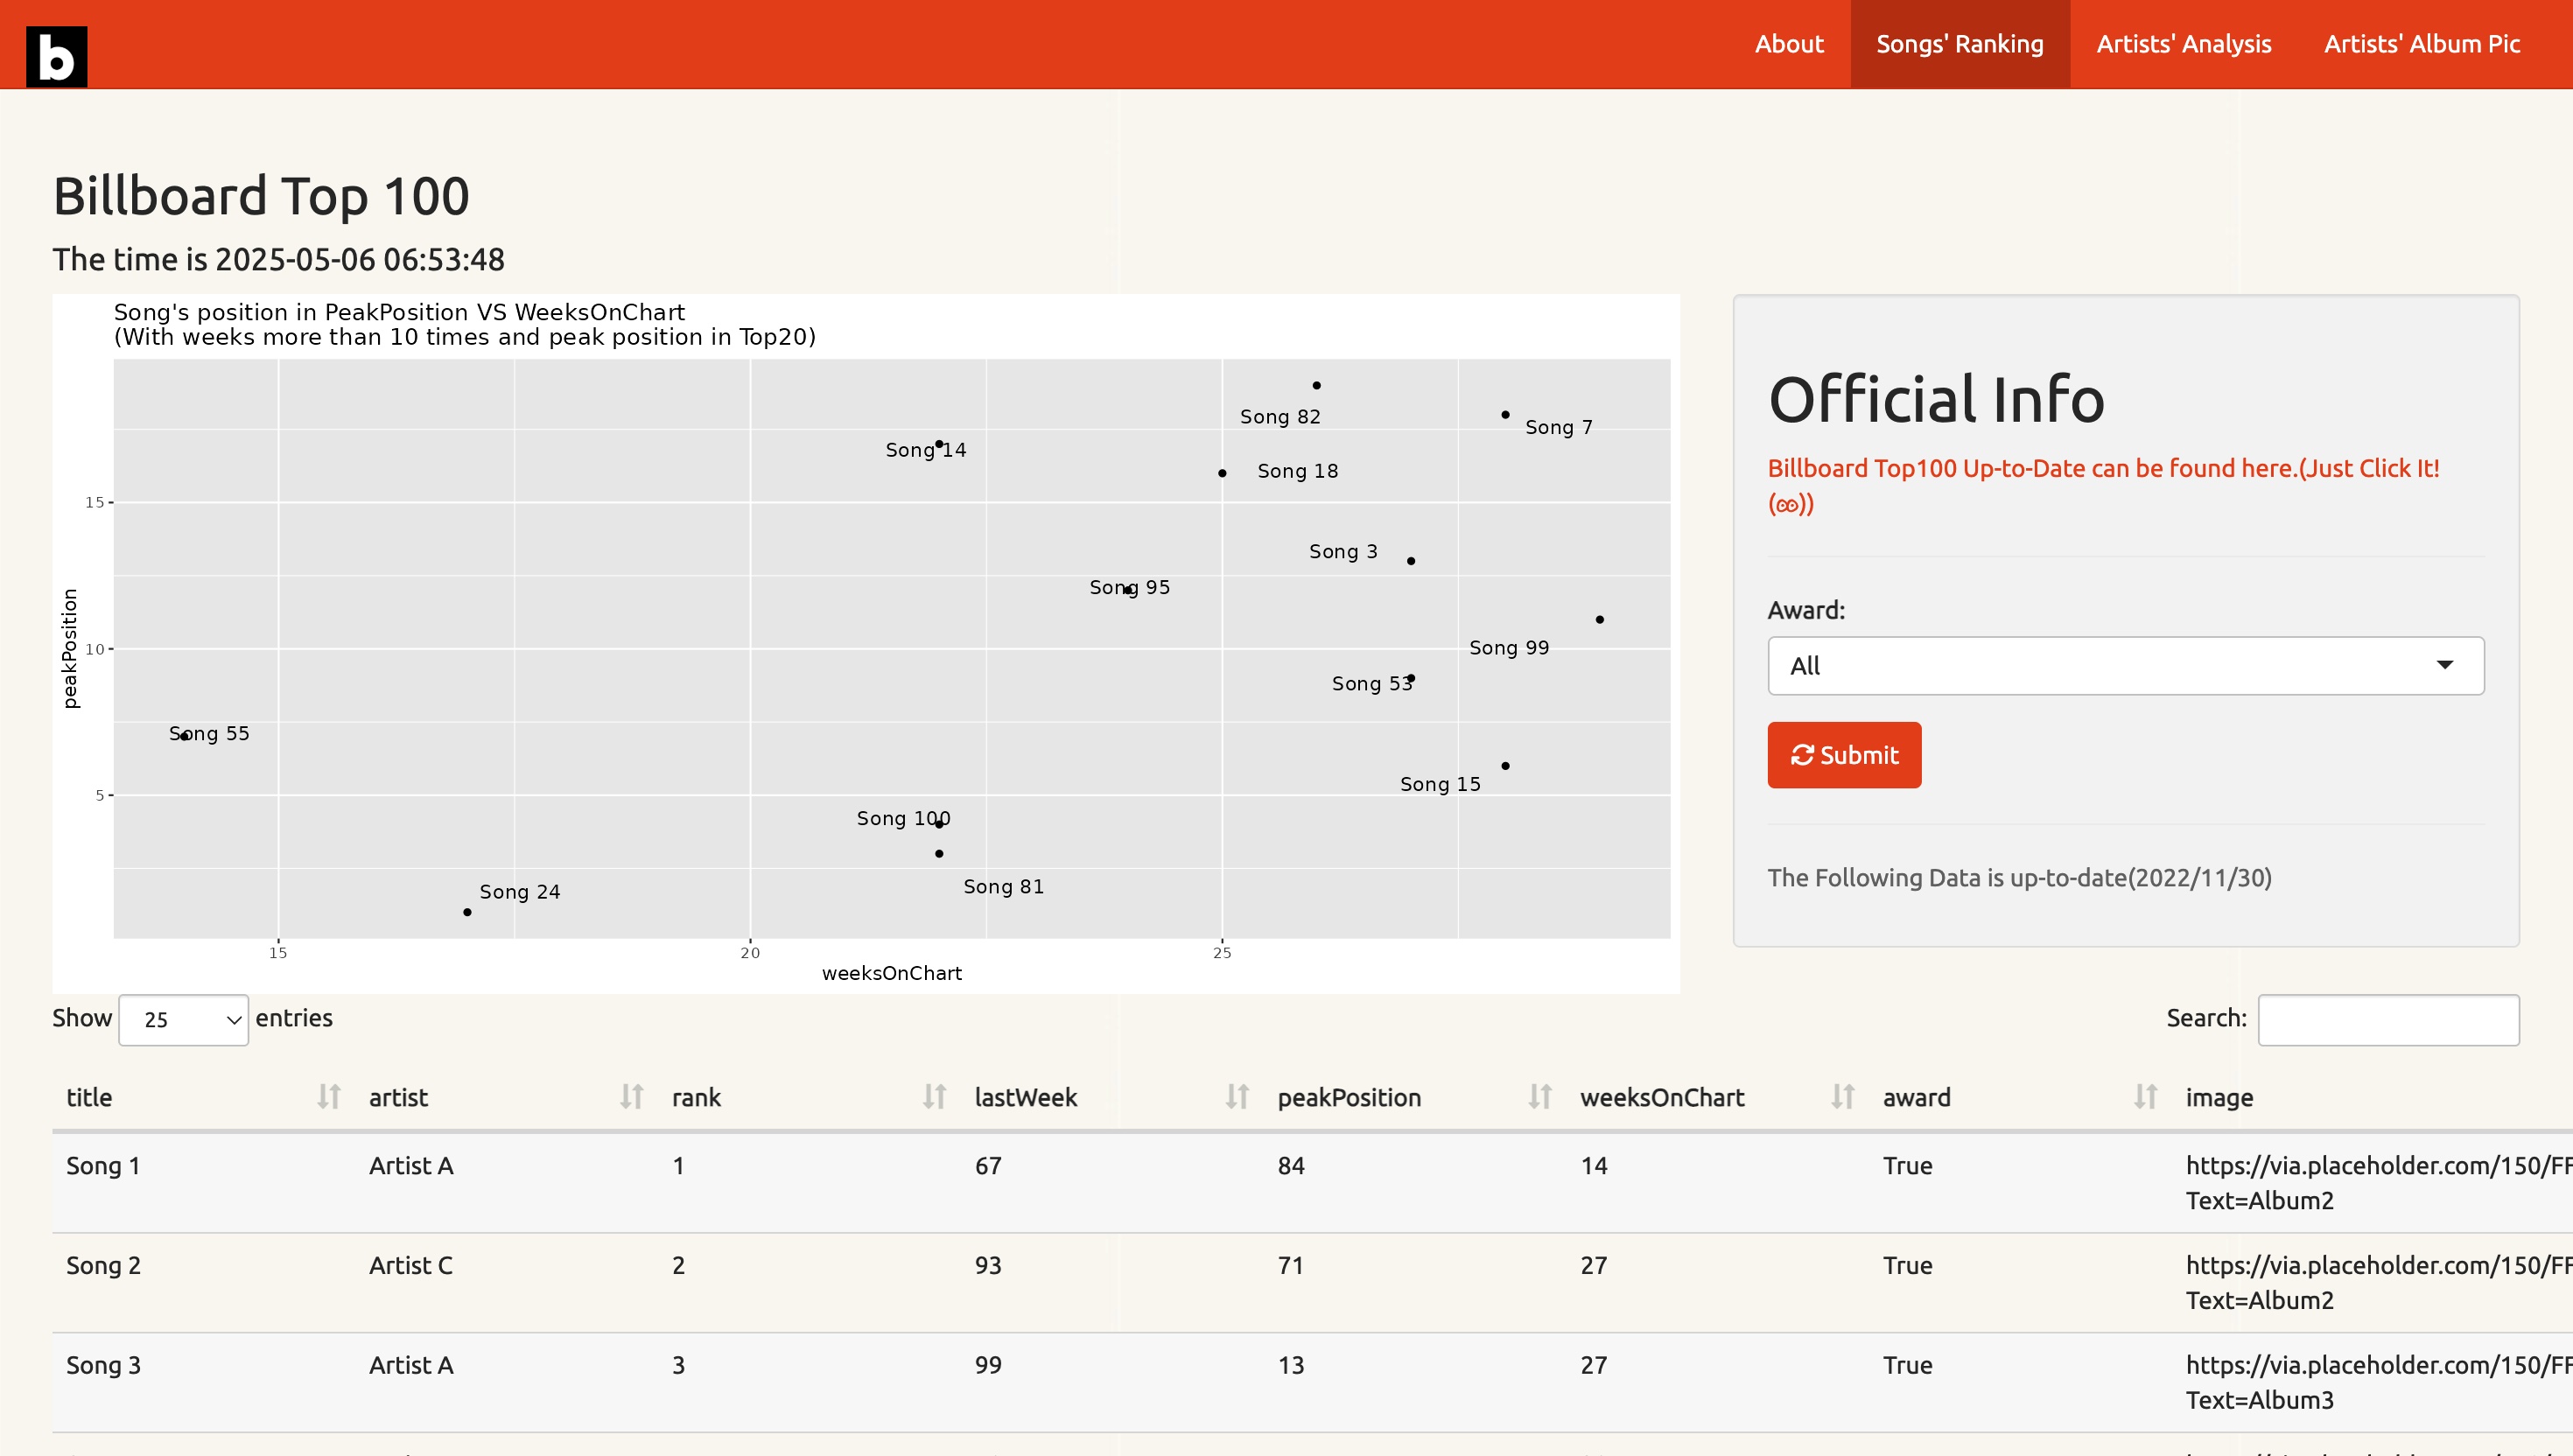 b
About
Songs' Ranking
Artists' Analysis
Artists' Album Pic
Billboard Top 100
The time is 2025-05-06 06:53:48
Song's position in PeakPosition VS WeeksOnChart
(With weeks more than 10 times and peak position in Top20)
Song 82
Song 7
Song 14
Song 18
15
Song 3
Song 95
peakPosition
10
Song 99
Song 53
Song 55
Song 15
5
Song 100
Song 81
Song 24
15
20
25
weeksOnChart
Official Info
Billboard Top100 Up-to-Date can be found here.(Just Click It!
Award:
All
Submit
The Following Data is up-to-date(2022/11/30)
Show 25 entries
Search:
title artist rank lastWeek peakPosition weeksOnChart award image
Song 1 Artist A 1 67 84 14 True https://via.placeholder.com/150/FF
Text=Album2
Song 2 Artist C 2 93 71 27 True https://via.placeholder.com/150/FF
Text=Album2
Song 3 Artist A 3 99 13 27 True https://via.placeholder.com/150/FF
Text=Album3